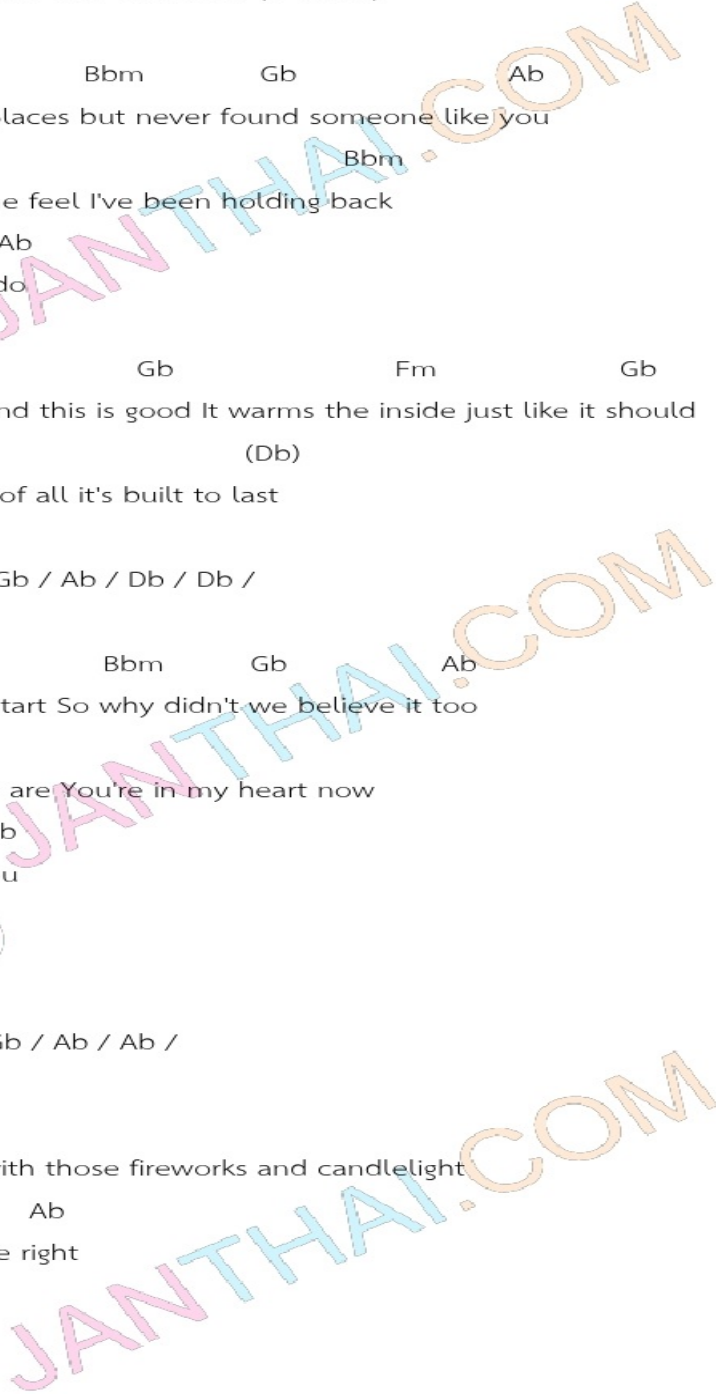 Bbm Gb Ab
laces but never found someone like you
Bbm
e feel I've been holding back
Ab
do
Gb Fm Gb
nd this is good It warms the inside just like it should
(Db)
of all it's built to last
Gb / Ab / Db / Db /
Bbm Gb Ab
tart So why didn't we believe it too
are You're in my heart now
b
u
)
Gb / Ab / Ab /
ith those fireworks and candlelight
Ab
e right
JANTHAI.COM
JANTHAI.COM
JANTHAI.COM